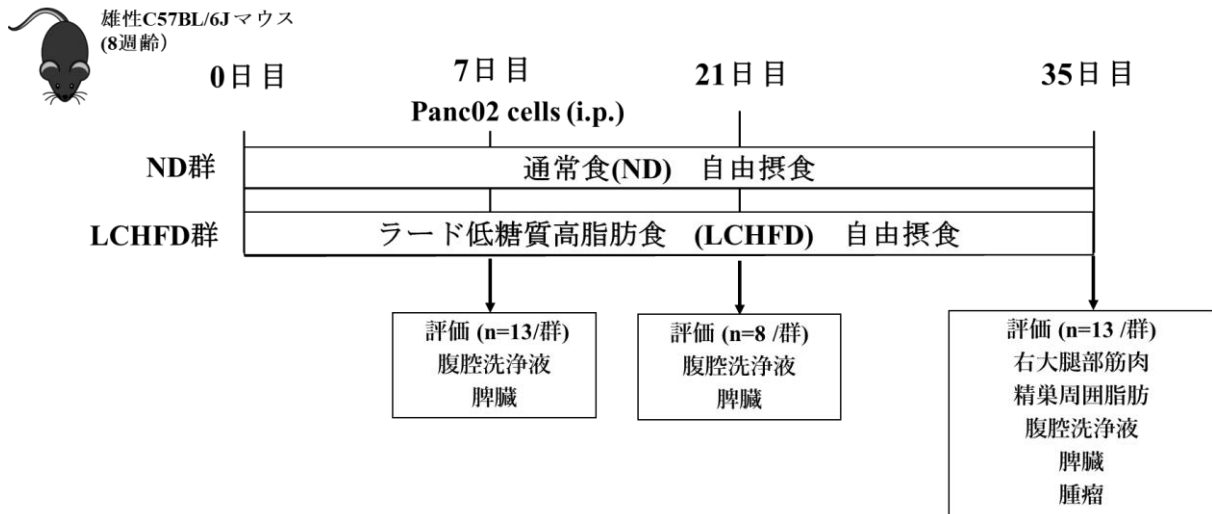 雄性C57BL/6Jマウス
(8週齢)
0日目
7日目
21日目
35日目
Panc02 cells (i.p.)
ND群
通常食(ND) 自由摂食
LCHFD群
ラード低糖質高脂肪食 (LCHFD) 自由摂食
評価 (n=13/群)
腹腔洗浄液
脾臓
評価 (n=8 /群)
腹腔洗浄液
脾臓
評価 (n=13 /群)
右大腿部筋肉
精巣周囲脂肪
腹腔洗浄液
脾臓
腫瘤